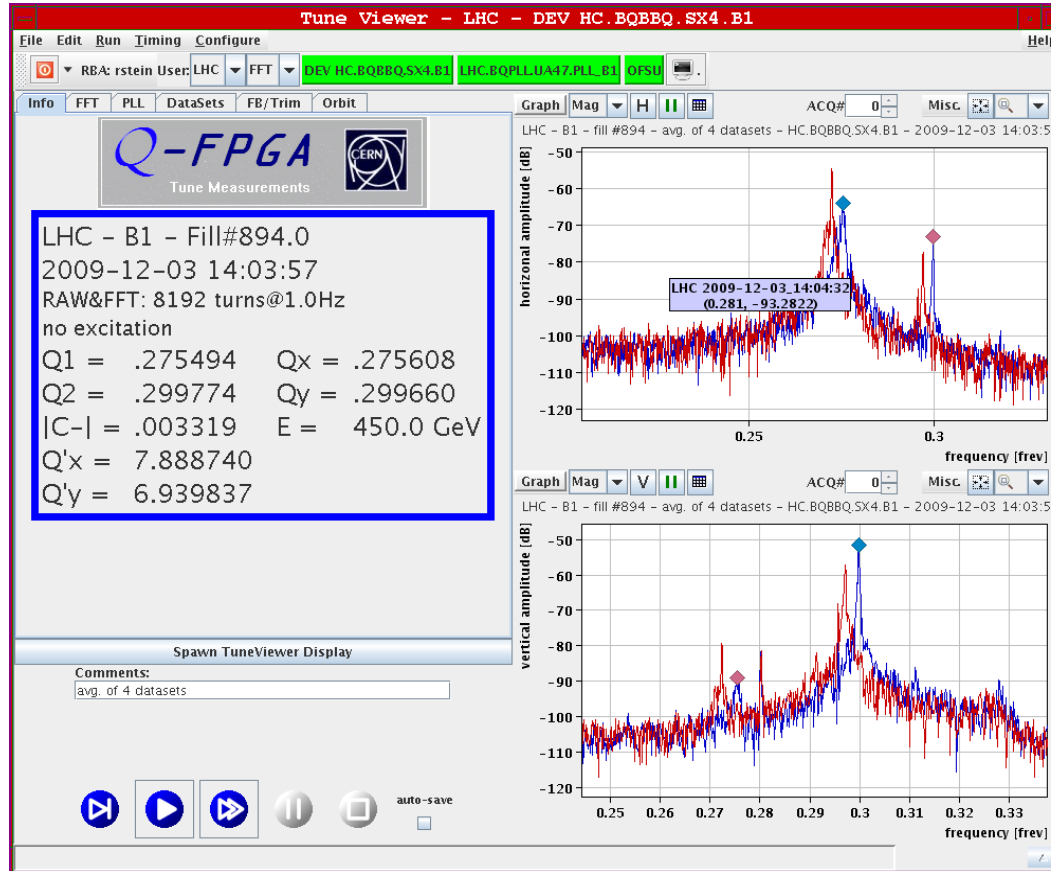 Tune Viewer - LHC - DEV HC.BQBBQ.SX4.B1
File Edit Run Timing Configure Help
RBA: rstein User: LHC FFT DEV HC.BQBBQ.SX4.B1 LHC.BQPLL.UA47.PLL_B1 OFSU
Info FFT PLL DataSets FB/Trim Orbit
Q-FPGA
Tune Measurements
CERN
LHC - B1 - Fill#894.0
2009-12-03 14:03:57
RAW&FFT: 8192 turns@1.0Hz
no excitation
Q1 = .275494 Qx = .275608
Q2 = .299774 Qy = .299660
|C-| = .003319 E = 450.0 GeV
Q'x = 7.888740
Q'y = 6.939837
Spawn TuneViewer Display
Comments:
avg. of 4 datasets
auto-save
Graph Mag H ACQ# 0 Misc.
LHC - B1 - fill #894 - avg. of 4 datasets - HC.BQBBQ.SX4.B1 - 2009-12-03 14:03:5
horizonal amplitude [dB]
-50
-60
-70
-80
-90
-100
-110
-120
LHC 2009-12-03_14:04:32
(0.281, -93.2822)
0.25 0.3
frequency [frev]
Graph Mag V ACQ# 0 Misc.
LHC - B1 - fill #894 - avg. of 4 datasets - HC.BQBBQ.SX4.B1 - 2009-12-03 14:03:5
vertical amplitude [dB]
-50
-60
-70
-80
-90
-100
-110
-120
0.25 0.26 0.27 0.28 0.29 0.3 0.31 0.32 0.33
frequency [frev]